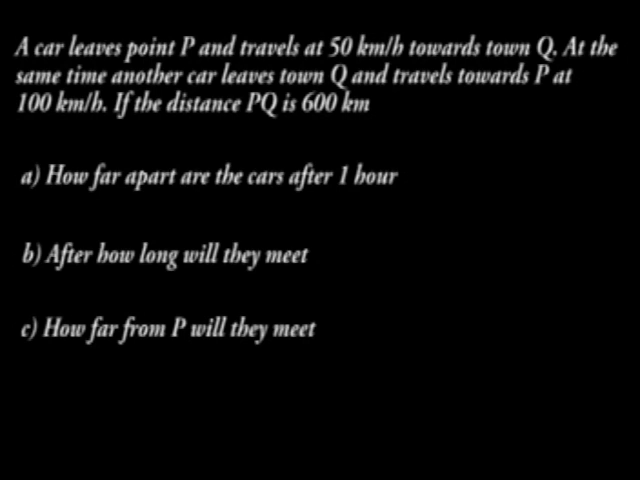 A car leaves point P and travels at 50 km/h towards town Q. At the
same time another car leaves town Q and travels towards P at
100 km/h. If the distance PQ is 600 km
a) How far apart are the cars after 1 hour
b) After how long will they meet
c) How far from P will they meet